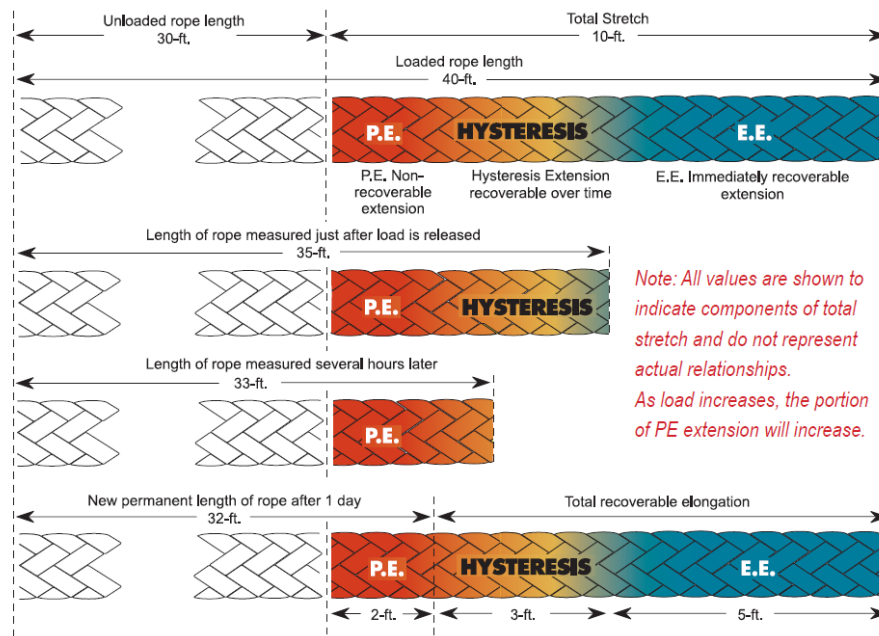 Unloaded rope length
30-ft.
Total Stretch
10-ft.
Loaded rope length
40-ft.
P.E.
HYSTERESIS
E.E.
P.E. Non-
recoverable
extension
Hysteresis Extension
recoverable over time
E.E. Immediately recoverable
extension
Length of rope measured just after load is released
35-ft.
P.E.
HYSTERESIS
Note: All values are shown to
indicate components of total
stretch and do not represent
actual relationships.
As load increases, the portion
of PE extension will increase.
Length of rope measured several hours later
33-ft.
P.E.
New permanent length of rope after 1 day
32-ft.
Total recoverable elongation
P.E.
HYSTERESIS
E.E.
2-ft.
3-ft.
5-ft.